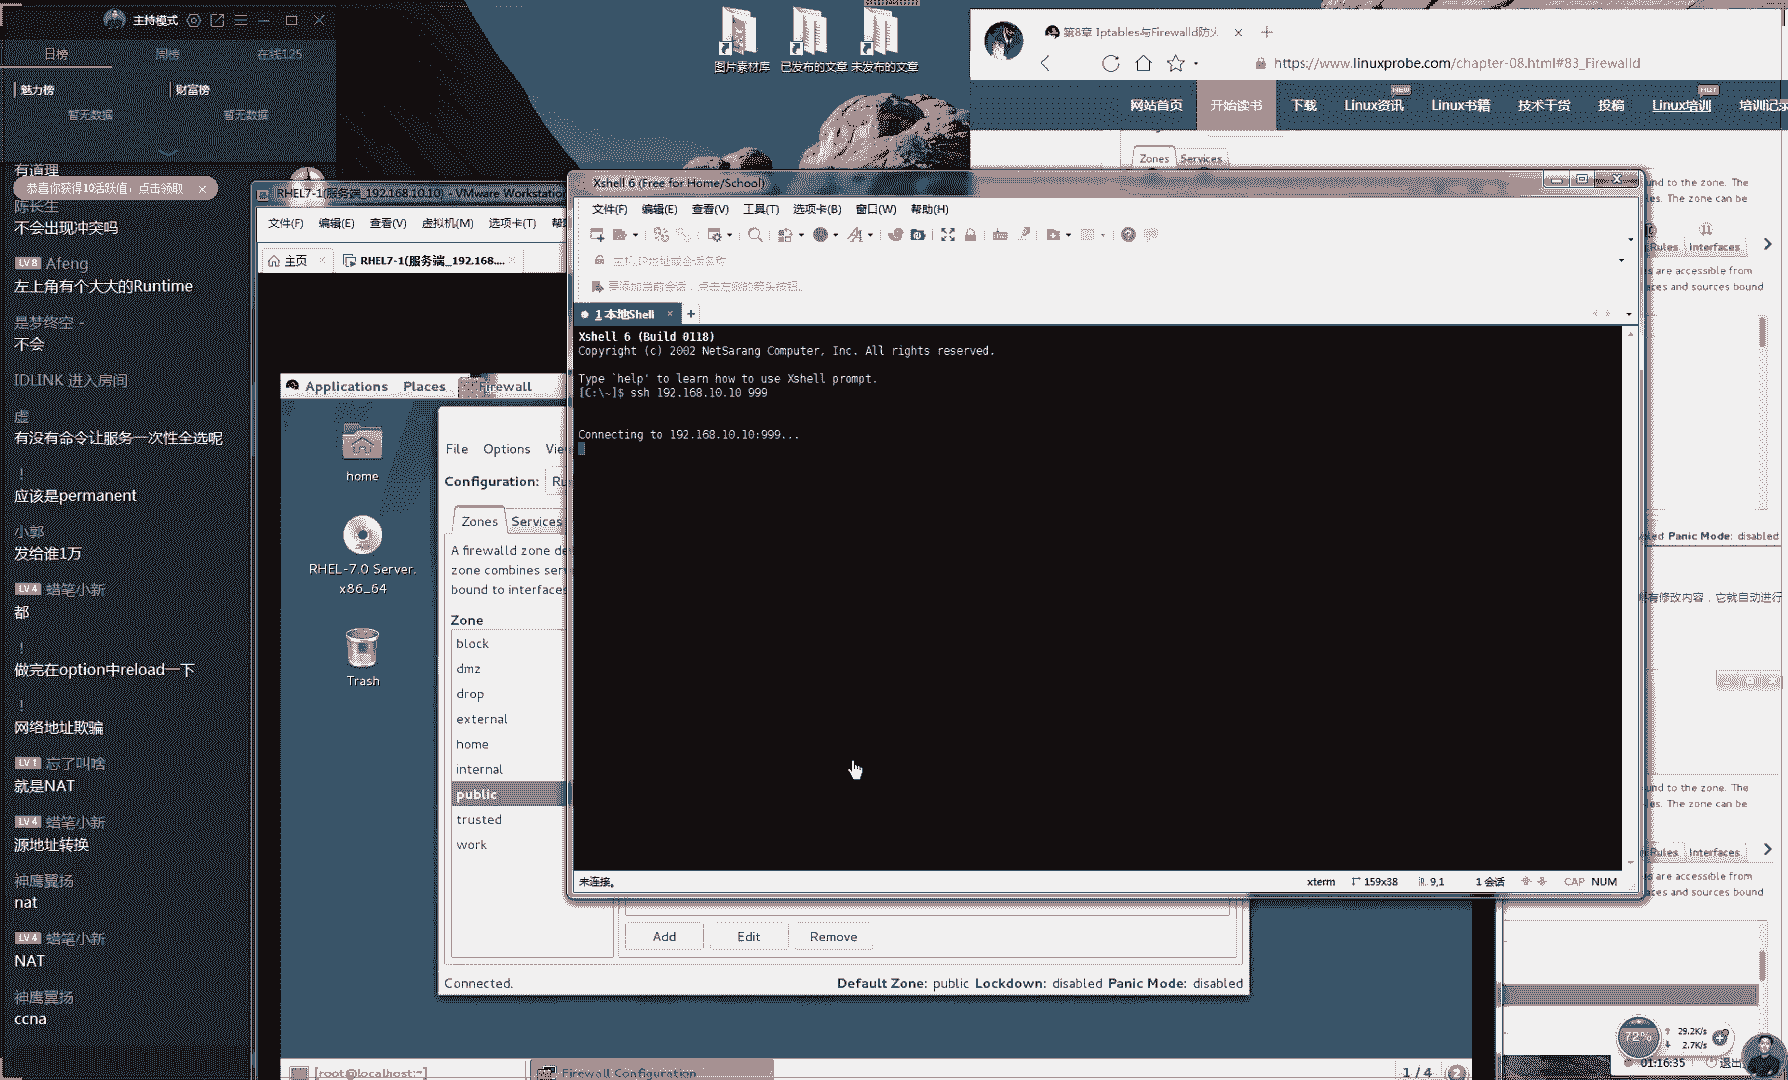 主持模式
日榜
周榜
在线125
魅力榜
财富榜
暂无数据
暂无数据
有道理
恭喜你获得10活跃值，点击领取
陈长生
不会出现冲突吗
LV 8 Afeng
左上角有个大大的Runtime
是梦终空 -
不会
IDLINK 进入房间
虚
有没有命令让服务一次性全选呢
!
应该是permanent
小郭
发给谁1万
LV 4 蜡笔小新
都
!
做完在option中reload一下
!
网络地址欺骗
LV 1 忘了叫啥
就是NAT
LV 4 蜡笔小新
源地址转换
神鹰翼扬
nat
LV 4 蜡笔小新
NAT
神鹰翼扬
ccna
图片素材库
已发布的文章
未发布的文章
第8章 Iptables与Firewalld防火
https://www.linuxprobe.com/chapter-08.html#83_Firewalld
网站首页
开始读书
下载
Linux资讯
NEW
Linux书籍
技术干货
投稿
Linux培训
HOT
培训记录
Zones
Services
und to the zone. The
es. The zone can be
Rules
Interfaces
es are accessible from
aces and sources bound
led Panic Mode: disabled
有修改内容，它就自动进行
und to the zone. The
es. The zone can be
Rules
Interfaces
es are accessible from
aces and sources bound
RHEL7-1(服务端_192.168.10.10) - VMware Workstation
文件(F)
编辑(E)
查看(V)
虚拟机(M)
选项卡(T)
主页
RHEL7-1(服务端_192.168....
Applications
Places
Firewall
home
RHEL-7.0 Server.
x86_64
Trash
File
Options
Configuration:
Zones
Services
A firewalld zone de
zone combines serv
bound to interfaces
Zone
block
dmz
drop
external
home
internal
public
trusted
work
Add
Edit
Remove
Connected.
Default Zone: public Lockdown: disabled Panic Mode: disabled
[root@localhost:~]
Firewall Configuration
1 / 4
Xshell 6 (Free for Home/School)
文件(F)
编辑(E)
查看(V)
工具(T)
选项卡(B)
窗口(W)
帮助(H)
主机,IP地址或会话名称
要添加当前会话，点击左侧的箭头按钮。
1 本地Shell
Xshell 6 (Build 0118)
Copyright (c) 2002 NetSarang Computer, Inc. All rights reserved.
Type `help' to learn how to use Xshell prompt.
[C:\~]$ ssh 192.168.10.10 999
Connecting to 192.168.10.10:999...
未连接。
xterm
159x38
9,1
1 会话
CAP
NUM
72%
29.2K/s
2.7K/s
01:16:35